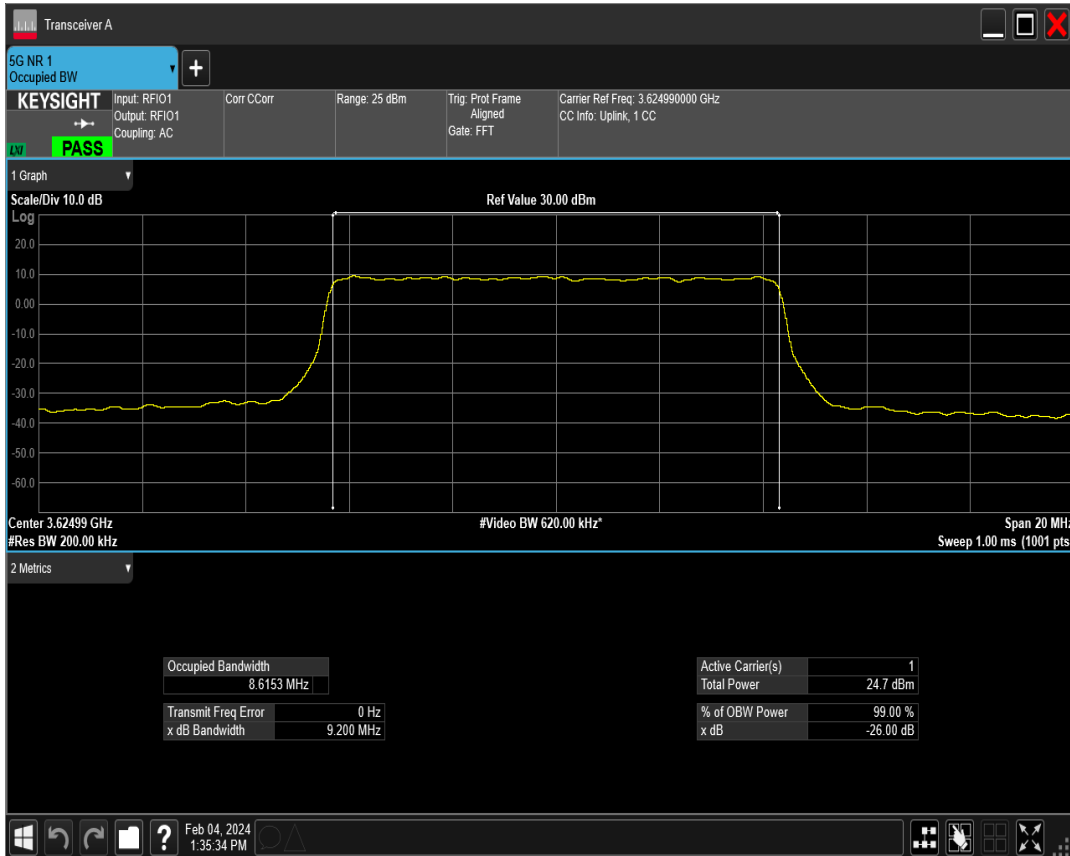 Transceiver A
5G NR 1
Occupied BW
KEYSIGHT
LXI
PASS
Input: RFIO1
Output: RFIO1
Coupling: AC
Corr CCorr
Range: 25 dBm
Trig: Prot Frame
Aligned
Gate: FFT
Carrier Ref Freq: 3.624990000 GHz
CC Info: Uplink, 1 CC
1 Graph
Scale/Div 10.0 dB
Ref Value 30.00 dBm
Log
20.0
10.0
0.00
-10.0
-20.0
-30.0
-40.0
-50.0
-60.0
Center 3.62499 GHz
#Video BW 620.00 kHz*
Span 20 MHz
#Res BW 200.00 kHz
Sweep 1.00 ms (1001 pts
2 Metrics
Occupied Bandwidth
8.6153 MHz
Transmit Freq Error 0 Hz
x dB Bandwidth 9.200 MHz
Active Carrier(s) 1
Total Power 24.7 dBm
% of OBW Power 99.00 %
x dB -26.00 dB
Feb 04, 2024
1:35:34 PM